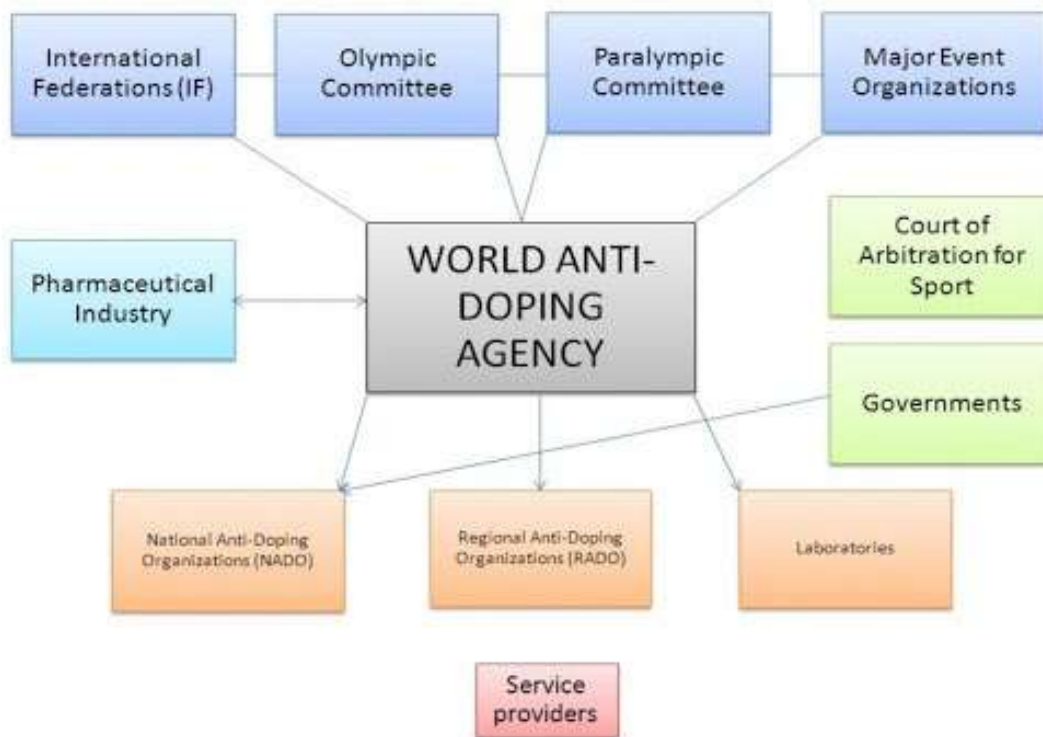 International
Federations (IF)
Olympic
Committee
Paralympic
Committee
Major Event
Organizations
WORLD ANTI-
DOPING
AGENCY
Court of
Arbitration for
Sport
Pharmaceutical
Industry
Governments
National Anti-Doping
Organizations (NADO)
Regional Anti-Doping
Organizations (RADO)
Laboratories
Service
providers